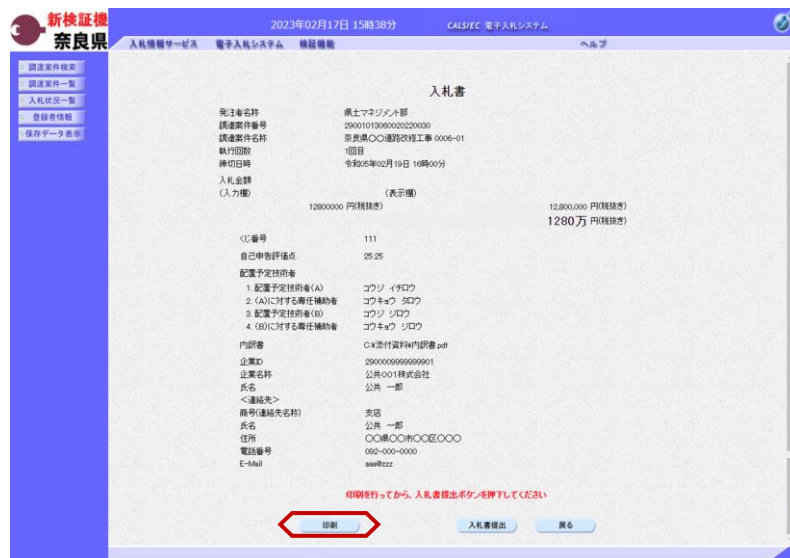 新検証機
奈良県
2023年02月17日 15時38分
CALS/EC 電子入札システム
入札情報サービス 電子入札システム 検証機能 ヘルプ
調達案件検索
調達案件一覧
入札状況一覧
登録者情報
保存データ表示
入札書
発注者名称 県土マネジメント部
調達案件番号 29001013060020220030
調達案件名称 奈良県〇〇道路改修工事 0006-01
執行回数 1回目
締切日時 令和05年02月19日 16時00分
入札金額
(入力欄) (表示欄)
12800000 円(税抜き) 12,800,000 円(税抜き)
1280万 円(税抜き)
くじ番号 111
自己申告評価点 25.25
配置予定技術者
1. 配置予定技術者(A) コウジ イチロウ
2. (A)に対する専任補助者 コウキョウ タロウ
3. 配置予定技術者(B) コウジ ジロウ
4. (B)に対する専任補助者 コウキョウ ジロウ
内訳書 C:¥添付資料¥内訳書.pdf
企業ID 2900009999999901
企業名称 公共001株式会社
氏名 公共 一郎
<連絡先>
商号(連絡先名称) 支店
氏名 公共 一郎
住所 〇〇県〇〇市〇〇区〇〇〇
電話番号 092-000-0000
E-Mail aaa@zzz
印刷を行ってから、入札書提出ボタンを押下してください
印刷 入札書提出 戻る